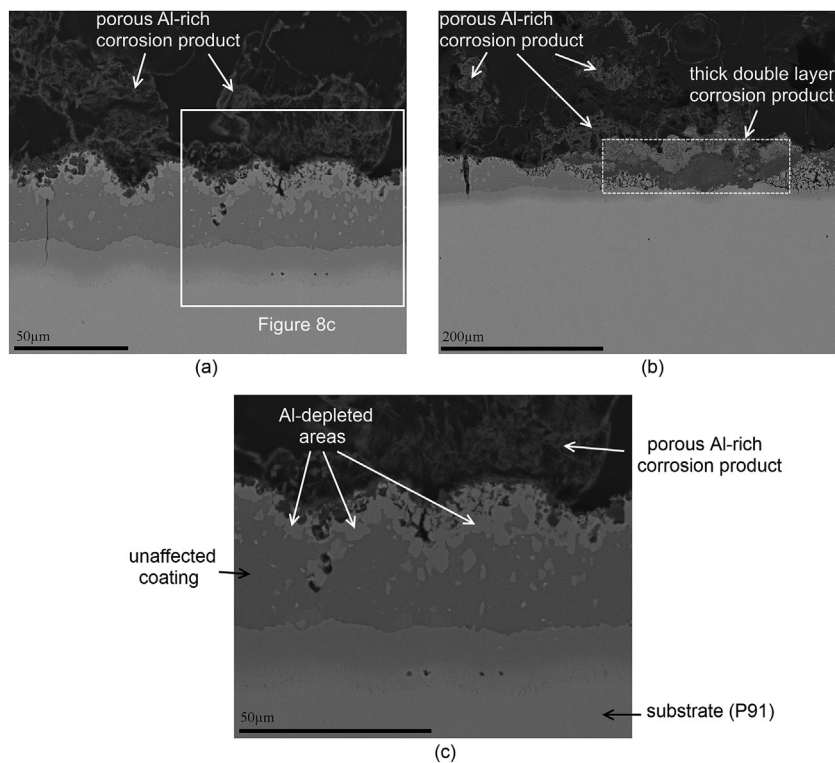 porous Al-rich
corrosion product
Figure 8c
50µm
(a)
porous Al-rich
corrosion product
thick double layer
corrosion product
200µm
(b)
Al-depleted
areas
porous Al-rich
corrosion product
unaffected
coating
substrate (P91)
50µm
(c)